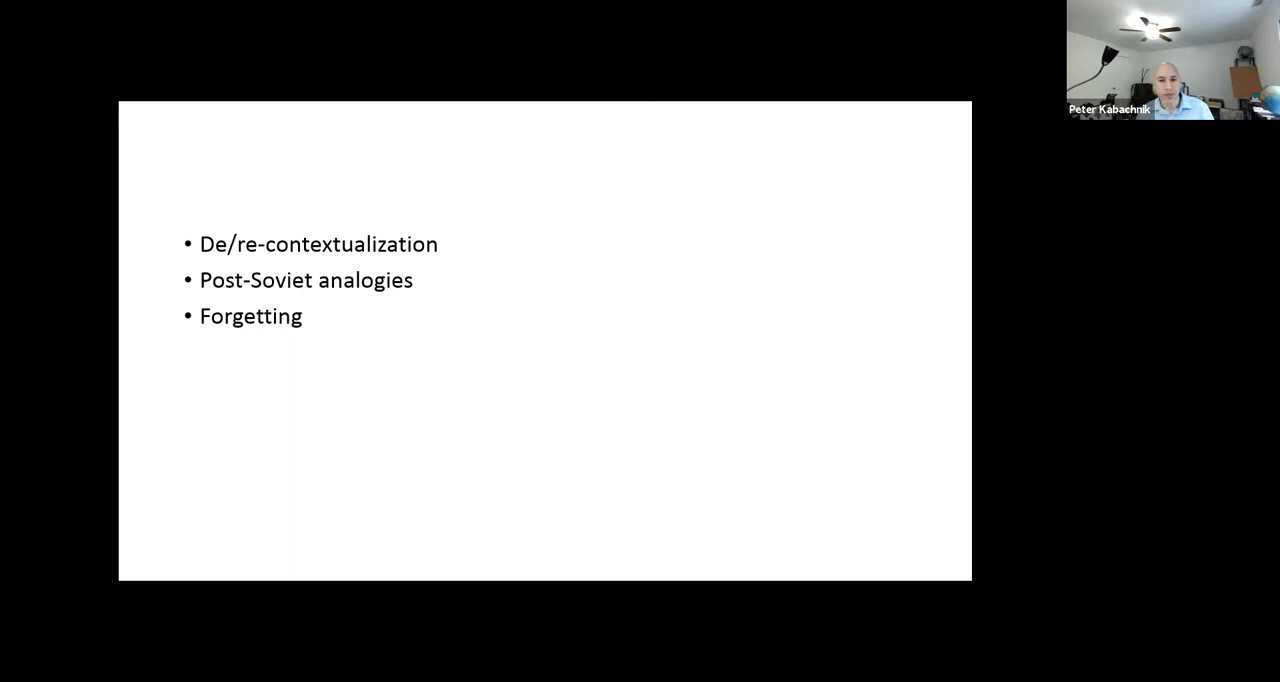 • De/re-contextualization
• Post-Soviet analogies
• Forgetting
Peter Kabachnik